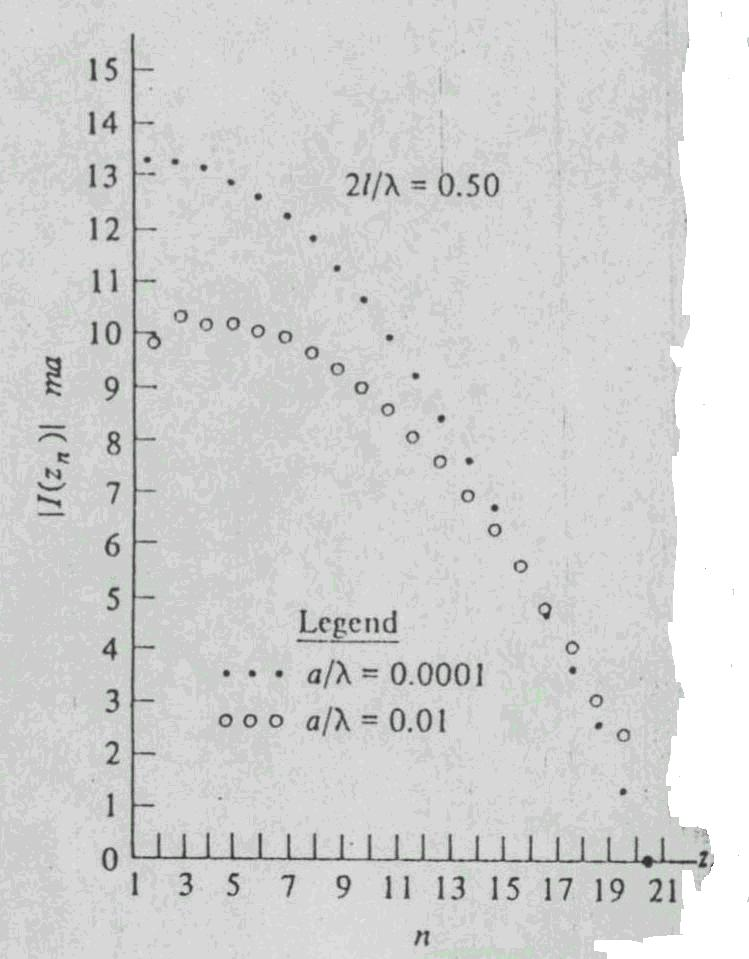 15
14
13
2l/λ = 0.50
12
11
10
9
8
7
6
5
4
3
2
1
0
|I(zₙ)| ma
Legend
• • • a/λ = 0.0001
○ ○ ○ a/λ = 0.01
1 3 5 7 9 11 13 15 17 19 21
z
n